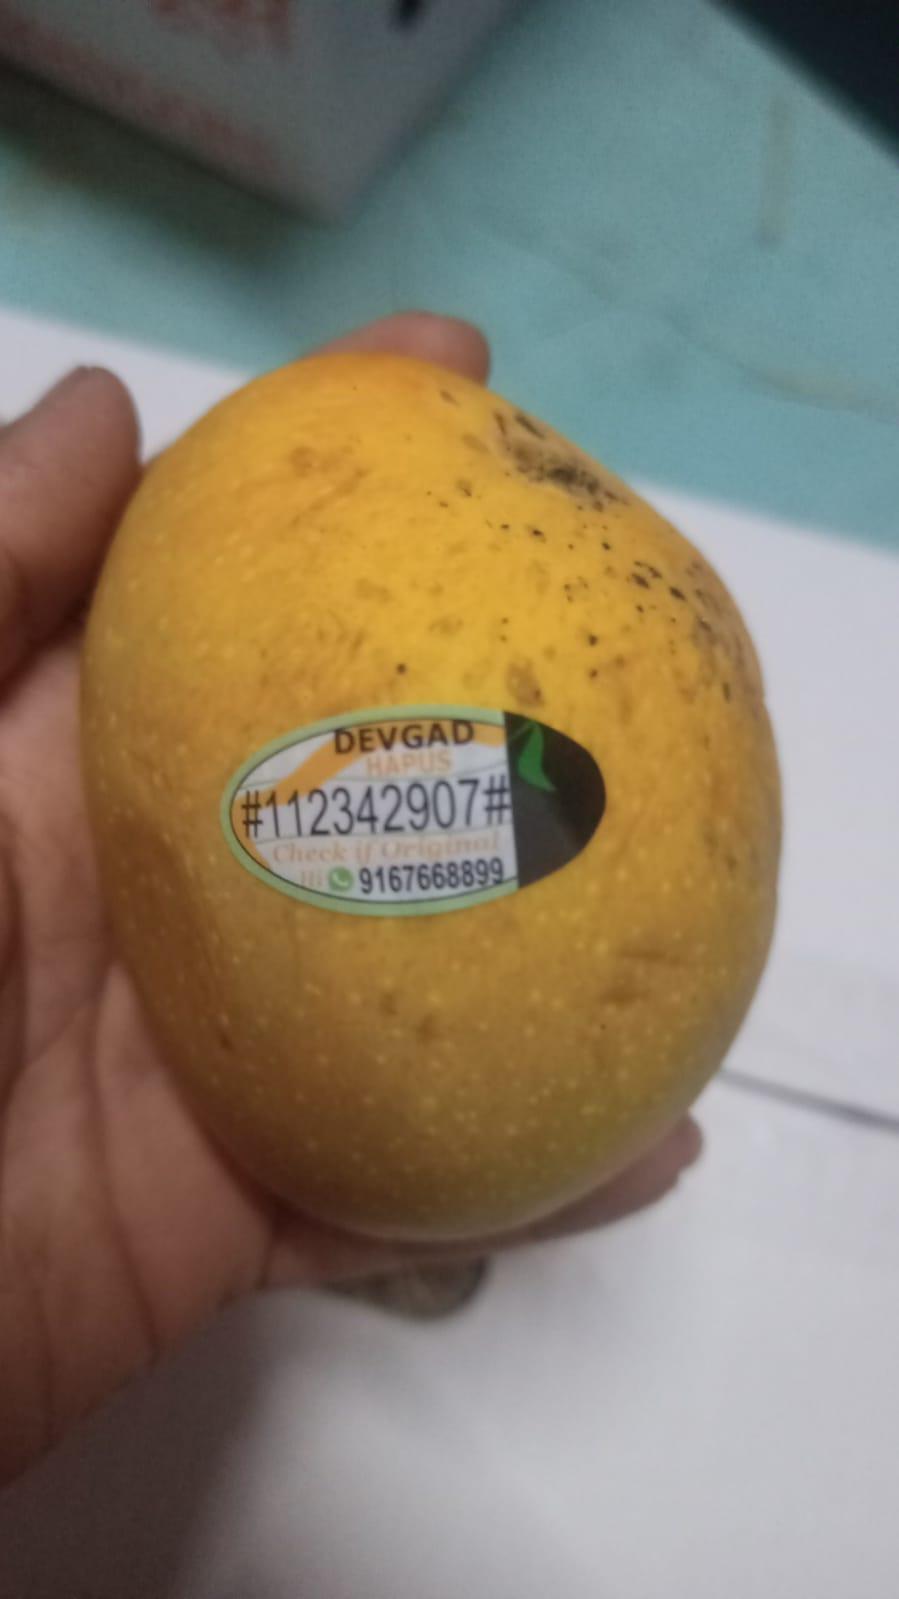 DEVGAD
HAPUS
#112342907#
Check if Original
9167668899